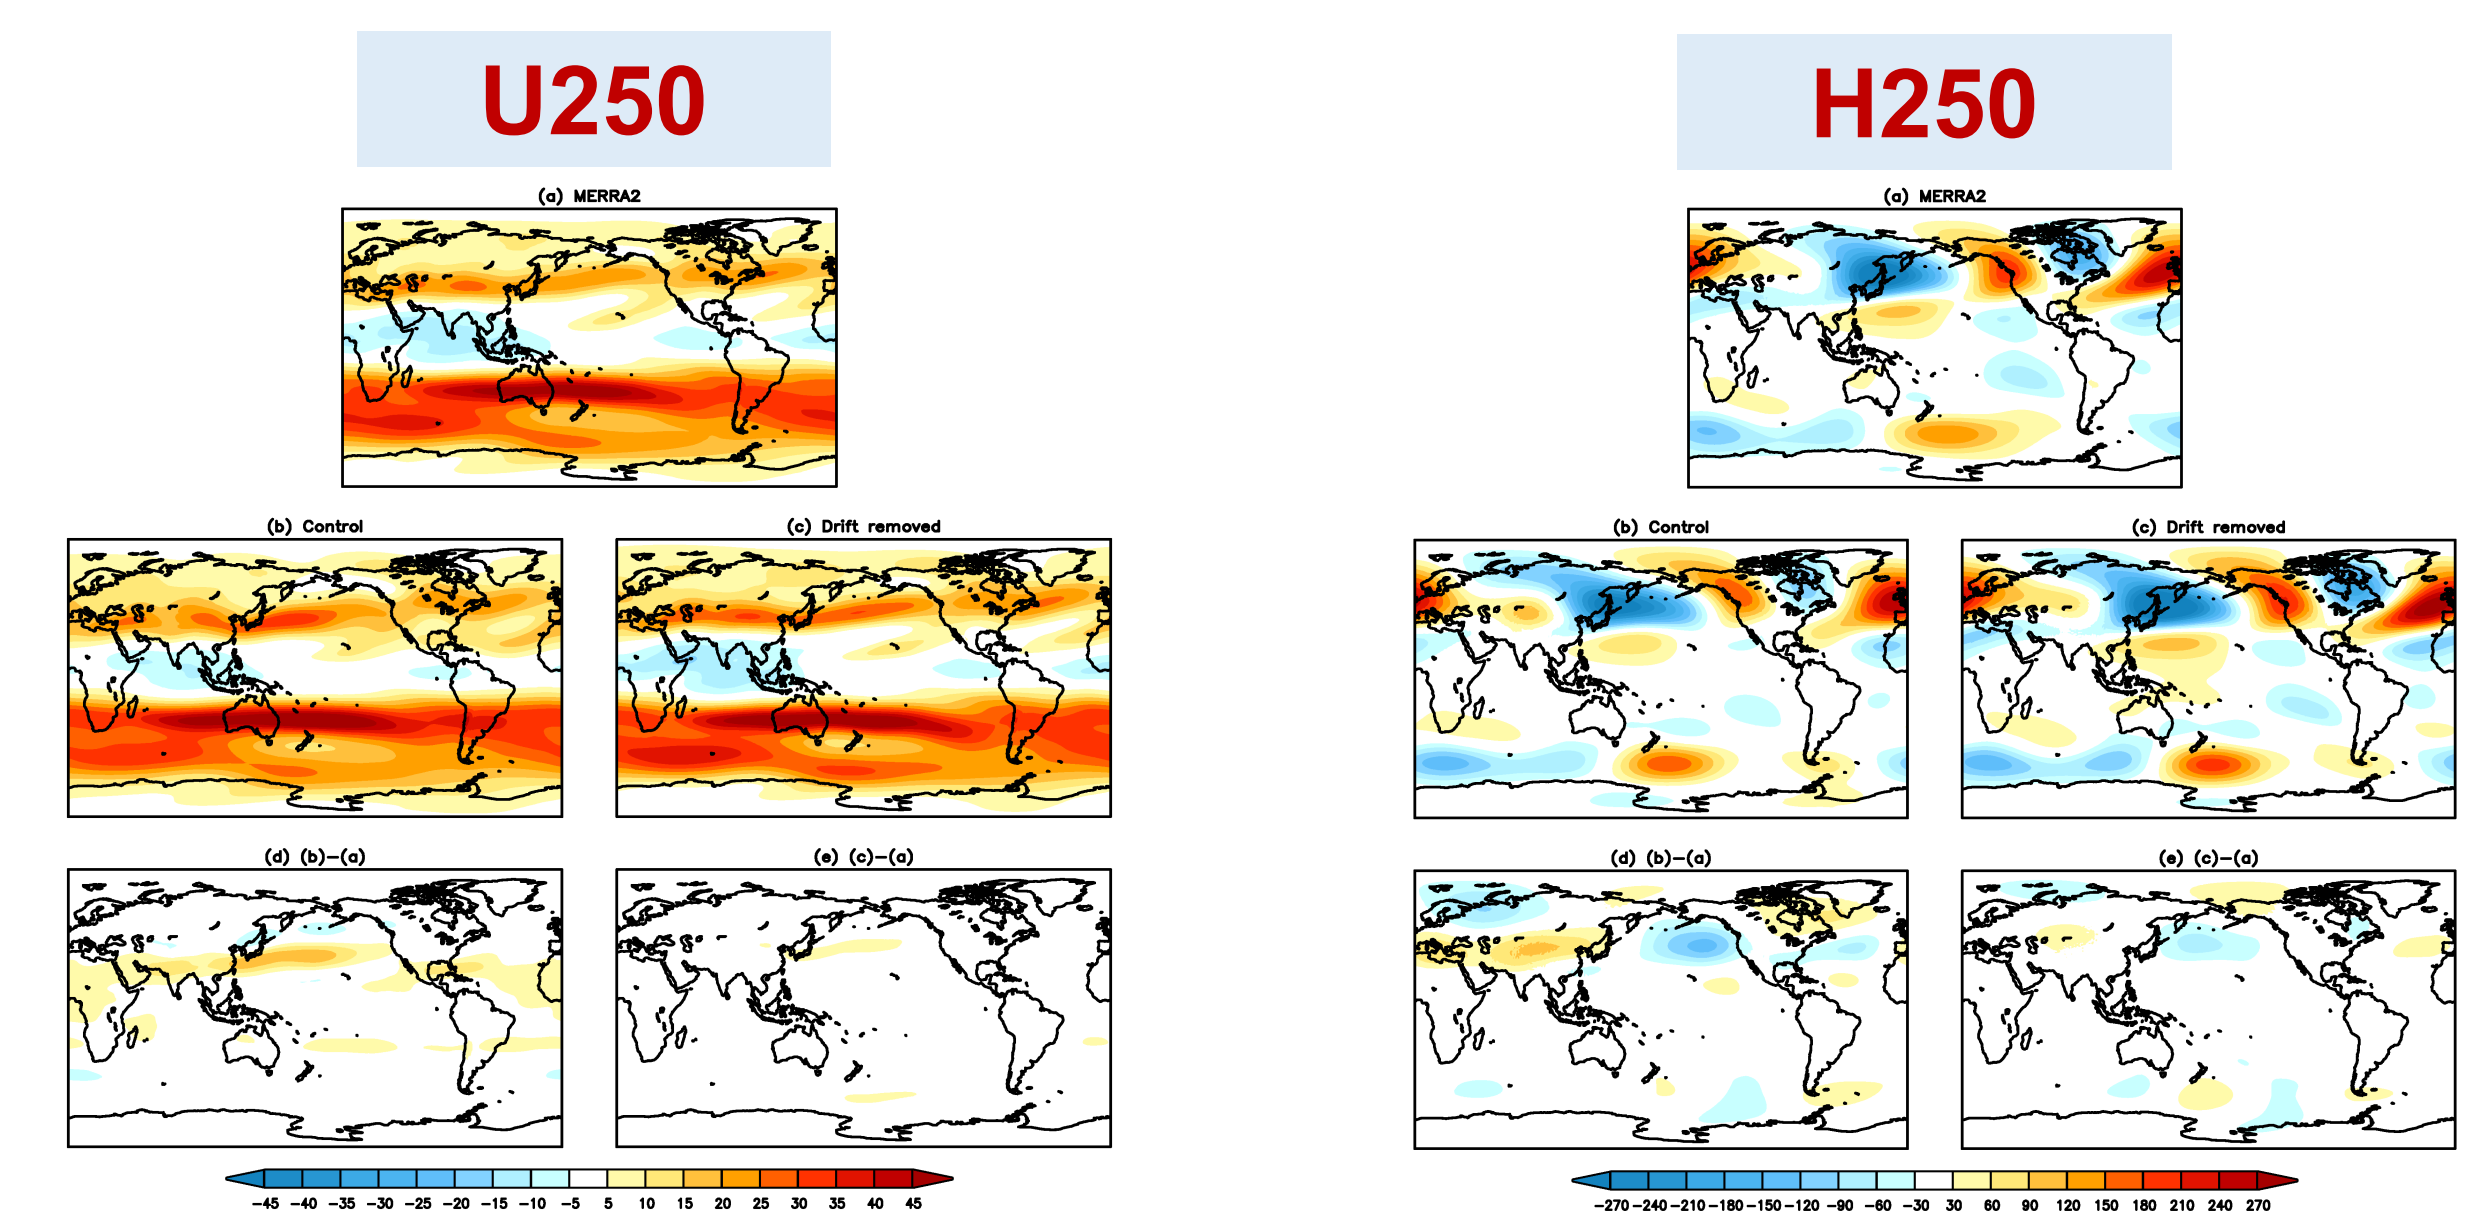 U250
H250
(a) MERRA2
(a) MERRA2
(b) Control
(c) Drift removed
(b) Control
(c) Drift removed
(d) (b)−(a)
(e) (c)−(a)
(d) (b)−(a)
(e) (c)−(a)
−45 −40 −35 −30 −25 −20 −15 −10 −5 5 10 15 20 25 30 35 40 45
−270 −240 −210 −180 −150 −120 −90 −60 −30 30 60 90 120 150 180 210 240 270